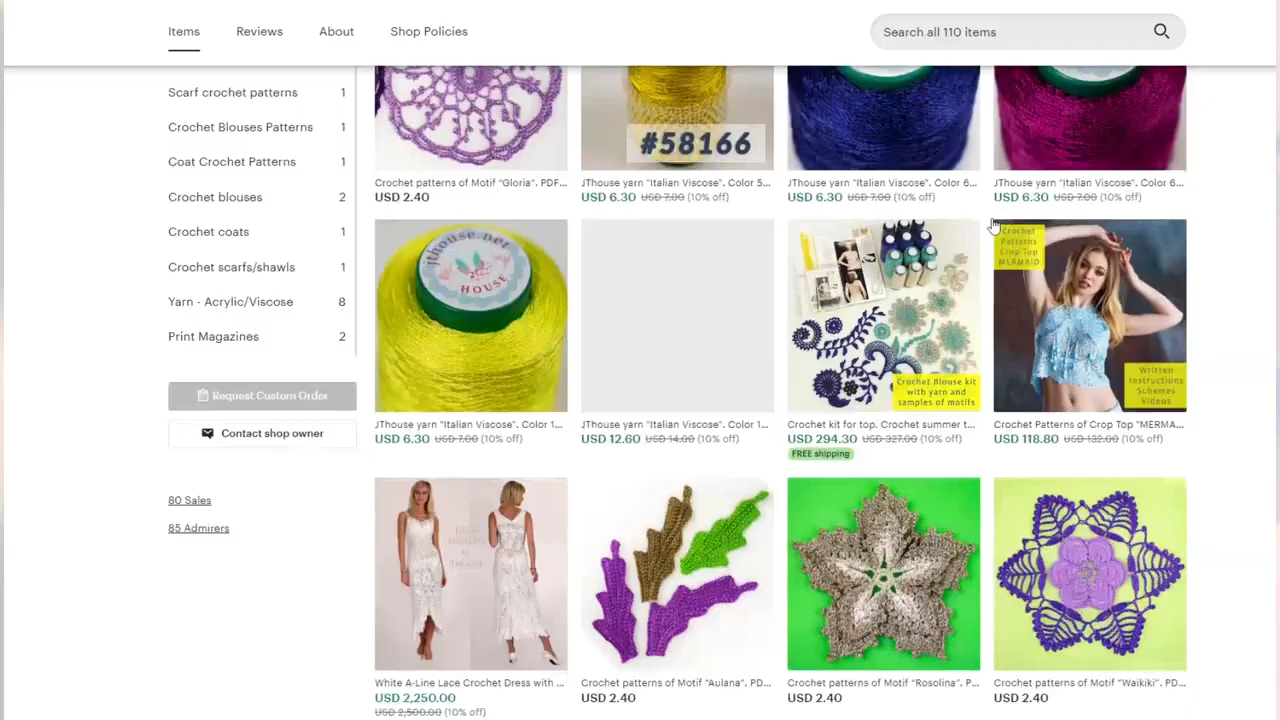 Items
Reviews
About
Shop Policies
Search all 110 items
Scarf crochet patterns 1
Crochet Blouses Patterns 1
Coat Crochet Patterns 1
Crochet blouses 2
Crochet coats 1
Crochet scarfs/shawls 1
Yarn - Acrylic/Viscose 8
Print Magazines 2
Request Custom Order
Contact shop owner
80 Sales
85 Admirers
#58166
Crochet patterns of Motif "Gloria". PDF...
USD 2.40
JThouse yarn "Italian Viscose". Color 5...
USD 6.30 USD 7.00 (10% off)
JThouse yarn "Italian Viscose". Color 6...
USD 6.30 USD 7.00 (10% off)
JThouse yarn "Italian Viscose". Color 6...
USD 6.30 USD 7.00 (10% off)
jthouse.net
HOUSE
JThouse yarn "Italian Viscose". Color 1...
USD 6.30 USD 7.00 (10% off)
JThouse yarn "Italian Viscose". Color 1...
USD 12.60 USD 14.00 (10% off)
Crochet Blouse kit
with yarn and
samples of motifs
Crochet kit for top. Crochet summer t...
USD 294.30 USD 327.00 (10% off)
FREE shipping
Crochet
Patterns
Crop Top
MERMAID
Written
Instructions
Schemes
Videos
Crochet Patterns of Crop Top "MERMA...
USD 118.80 USD 132.00 (10% off)
White A-Line Lace Crochet Dress with ...
USD 2,250.00
USD 2,500.00 (10% off)
Crochet patterns of Motif "Aulana". PD...
USD 2.40
Crochet patterns of Motif "Rosolina". P...
USD 2.40
Crochet patterns of Motif "Waikiki". PD...
USD 2.40